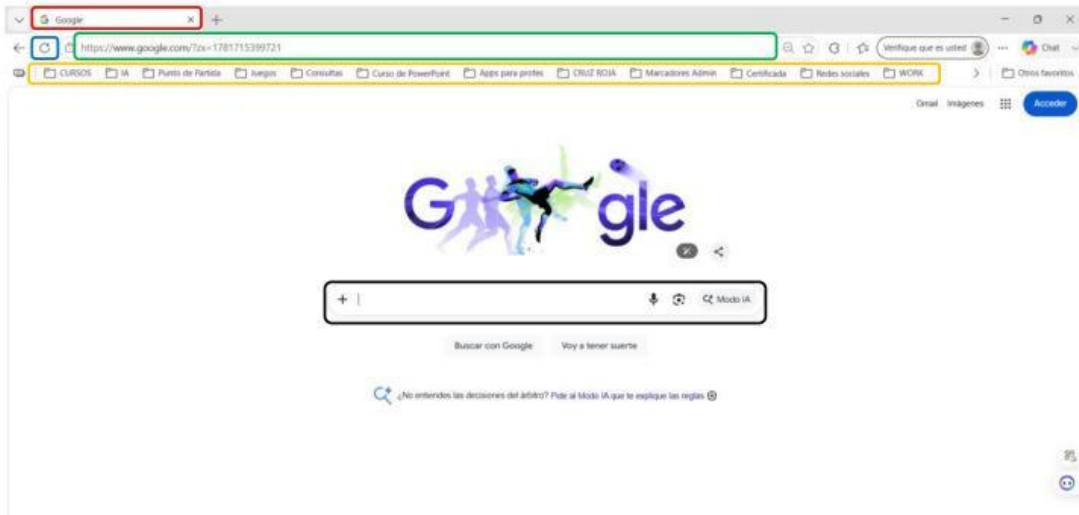 Google
https://www.google.com/?zx=1781715399721
Verifique que es usted
Chat
CURSOS IA Punto de Partida Juegos Consultas Curso de PowerPoint Apps para profes CRUZ ROJA Marcadores Admin Certificada Redes sociales WORK Otros favoritos
Gmail Imágenes Acceder
G gle
Modo IA
Buscar con Google Voy a tener suerte
¿No entiendes las decisiones del árbitro? Pide al Modo IA que te explique las reglas